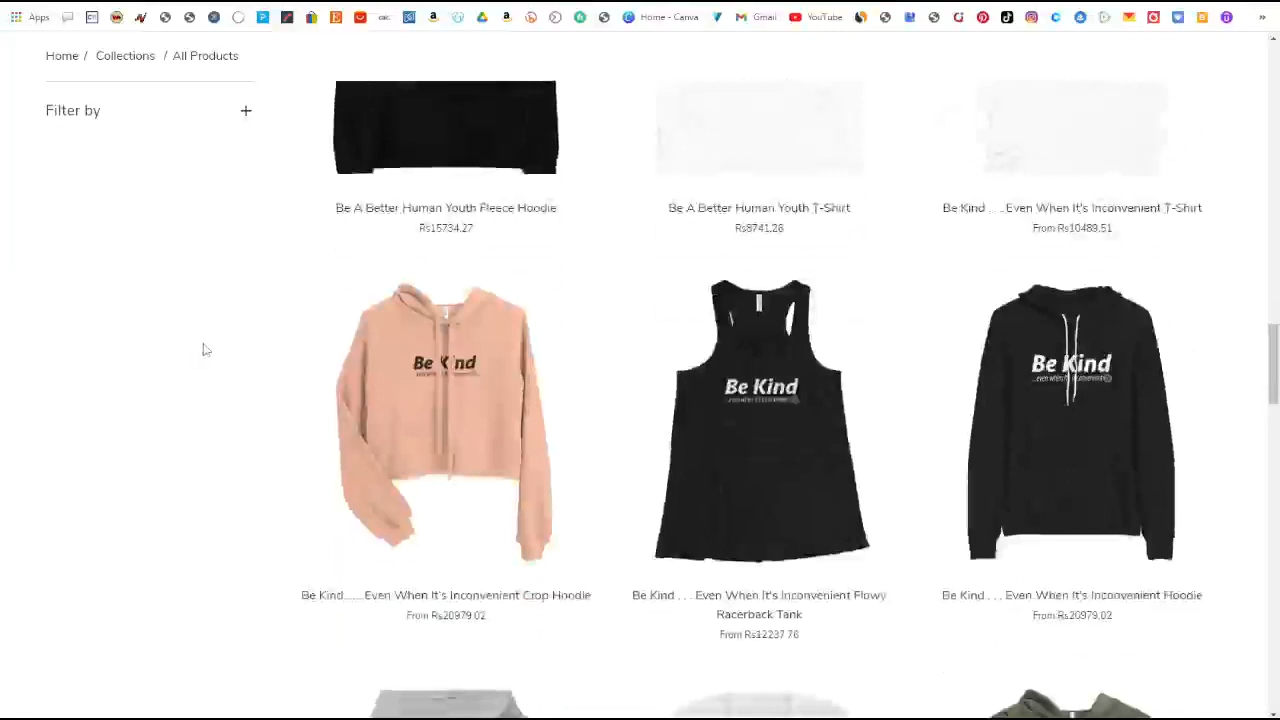 Apps
Home - Canva
Gmail
YouTube
»
Home / Collections / All Products
Filter by +
Be A Better Human Youth Fleece Hoodie
Rs15734.27
Be A Better Human Youth T-Shirt
Rs8741.26
Be Kind . . . Even When It's Inconvenient T-Shirt
From Rs10489.51
Be Kind
Be Kind
Be Kind
Be Kind...... Even When It's Inconvenient Crop Hoodie
From Rs20979.02
Be Kind . . . Even When It's Inconvenient Flowy
Racerback Tank
From Rs12237.76
Be Kind . . . Even When It's Inconvenient Hoodie
From Rs20979.02